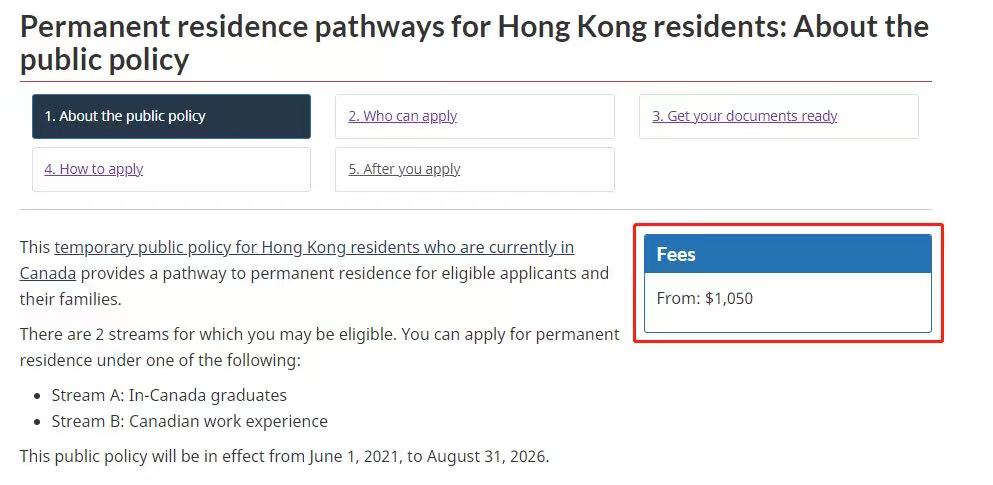 Permanent residence pathways for Hong Kong residents: About the
public policy
1. About the public policy
2. Who can apply
3. Get your documents ready
4. How to apply
5. After you apply
This temporary public policy for Hong Kong residents who are currently in
Canada provides a pathway to permanent residence for eligible applicants and
their families.
There are 2 streams for which you may be eligible. You can apply for permanent
residence under one of the following:
• Stream A: In-Canada graduates
• Stream B: Canadian work experience
This public policy will be in effect from June 1, 2021, to August 31, 2026.
Fees
From: $1,050